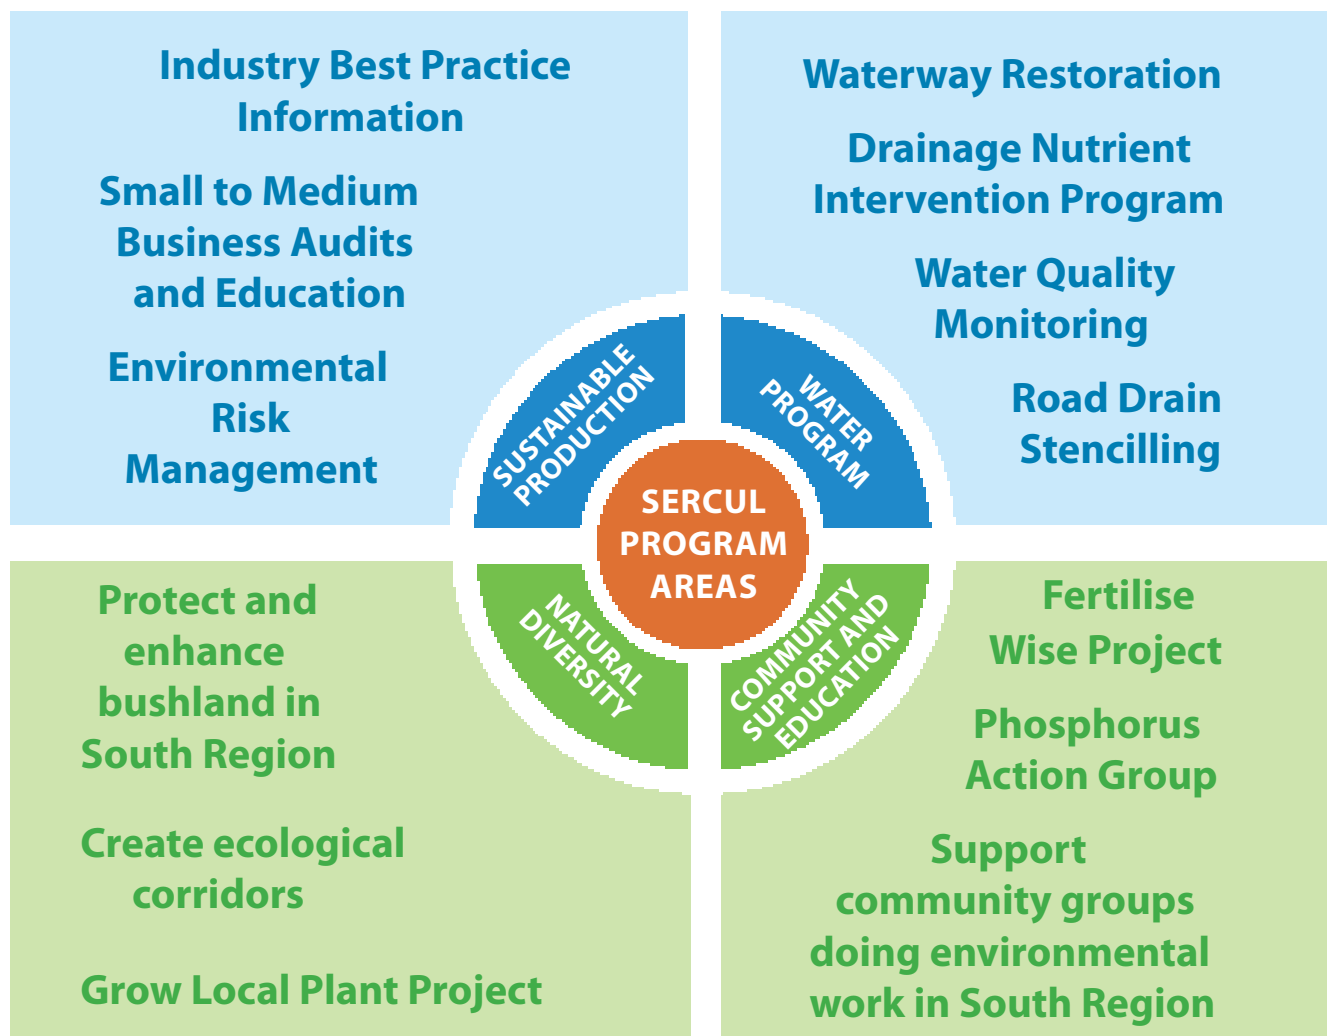 Industry Best Practice
Information
Small to Medium
Business Audits
and Education
Environmental
Risk
Management
Waterway Restoration
Drainage Nutrient
Intervention Program
Water Quality
Monitoring
Road Drain
Stencilling
SUSTAINABLE
PRODUCTION
WATER
PROGRAM
SERCUL
PROGRAM
AREAS
NATURAL
DIVERSITY
COMMUNITY
SUPPORT AND
EDUCATION
Protect and
enhance
bushland in
South Region
Create ecological
corridors
Grow Local Plant Project
Fertilise
Wise Project
Phosphorus
Action Group
Support
community groups
doing environmental
work in South Region